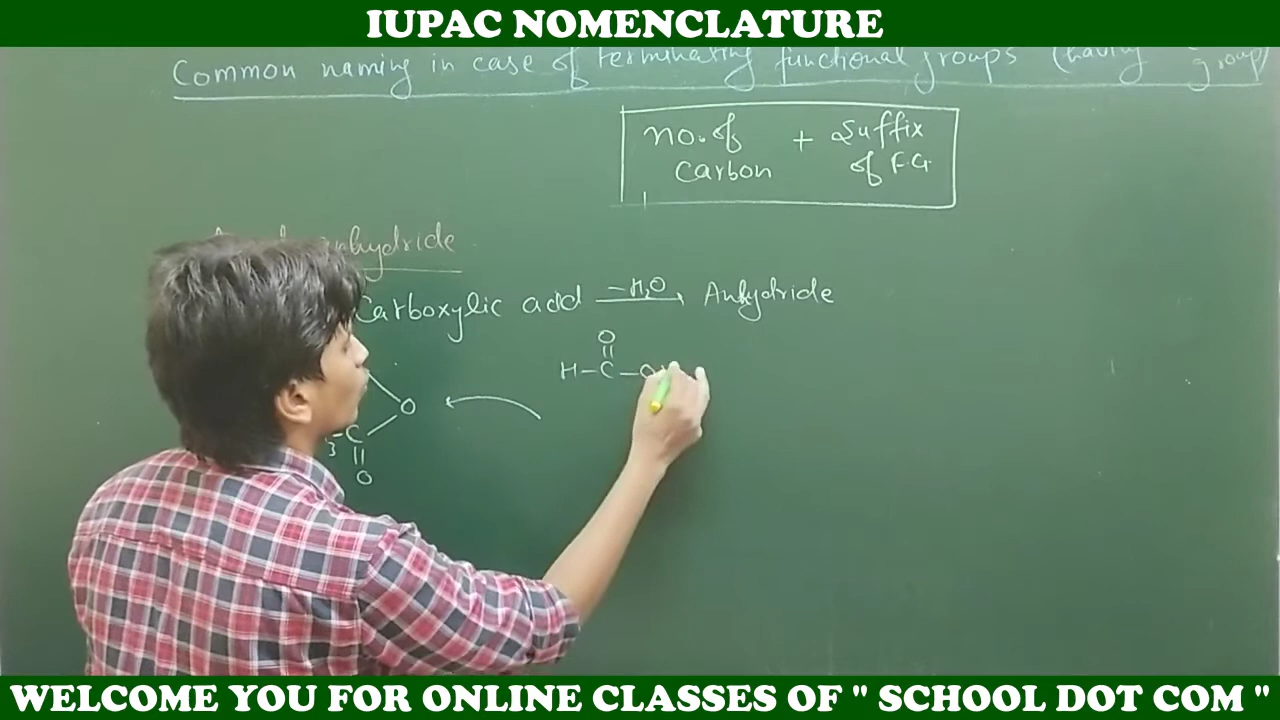 IUPAC NOMENCLATURE
Common naming in case of terminating functional groups (having group)
no. of + Suffix
Carbon of F.G.
anhydride
Carboxylic acid -H2O Anhydride
O
H-C-O
O
C
3
O
WELCOME YOU FOR ONLINE CLASSES OF " SCHOOL DOT COM "